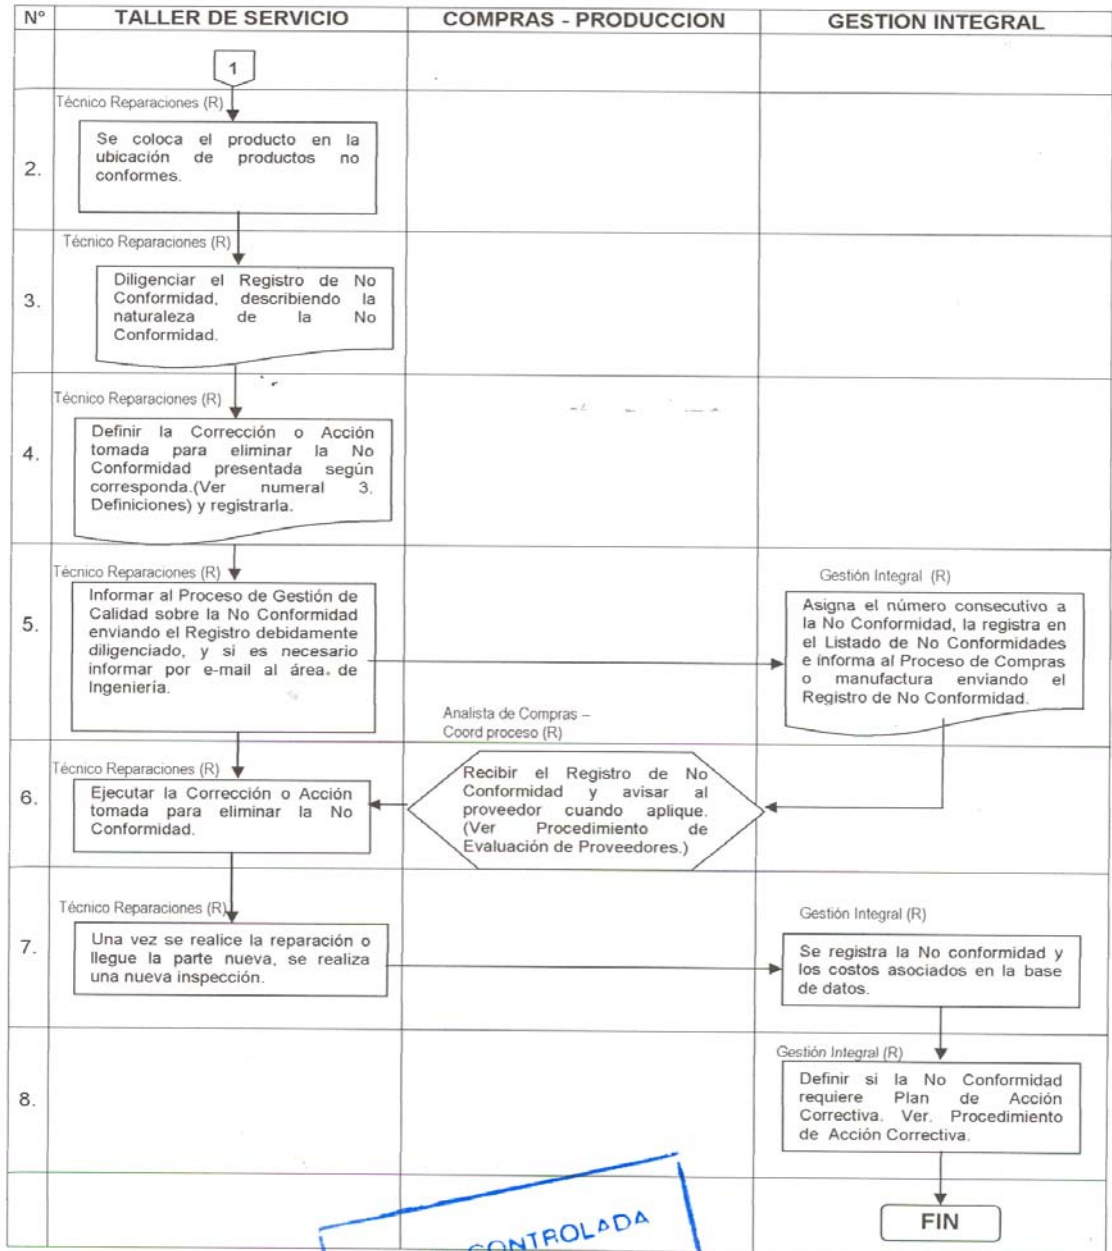 N° TALLER DE SERVICIO COMPRAS - PRODUCCION GESTION INTEGRAL
1
Técnico Reparaciones (R)
2.
Se coloca el producto en la
ubicación de productos no
conformes.
Técnico Reparaciones (R)
3.
Diligenciar el Registro de No
Conformidad, describiendo la
naturaleza de la No
Conformidad.
Técnico Reparaciones (R)
4.
Definir la Corrección o Acción
tomada para eliminar la No
Conformidad presentada según
corresponda.(Ver numeral 3.
Definiciones) y registrarla.
Técnico Reparaciones (R)
5.
Informar al Proceso de Gestión de
Calidad sobre la No Conformidad
enviando el Registro debidamente
diligenciado, y si es necesario
informar por e-mail al área de
Ingeniería.
Gestión Integral (R)
Asigna el número consecutivo a
la No Conformidad, la registra en
el Listado de No Conformidades
e informa al Proceso de Compras
o manufactura enviando el
Registro de No Conformidad.
Analista de Compras –
Coord proceso (R)
Recibir el Registro de No
Conformidad y avisar al
proveedor cuando aplique.
(Ver Procedimiento de
Evaluación de Proveedores.)
Técnico Reparaciones (R)
6.
Ejecutar la Corrección o Acción
tomada para eliminar la No
Conformidad.
Técnico Reparaciones (R)
7.
Una vez se realice la reparación o
llegue la parte nueva, se realiza
una nueva inspección.
Gestión Integral (R)
Se registra la No conformidad y
los costos asociados en la base
de datos.
Gestión Integral (R)
8.
Definir si la No Conformidad
requiere Plan de Acción
Correctiva. Ver. Procedimiento
de Acción Correctiva.
FIN
CONTROLADA